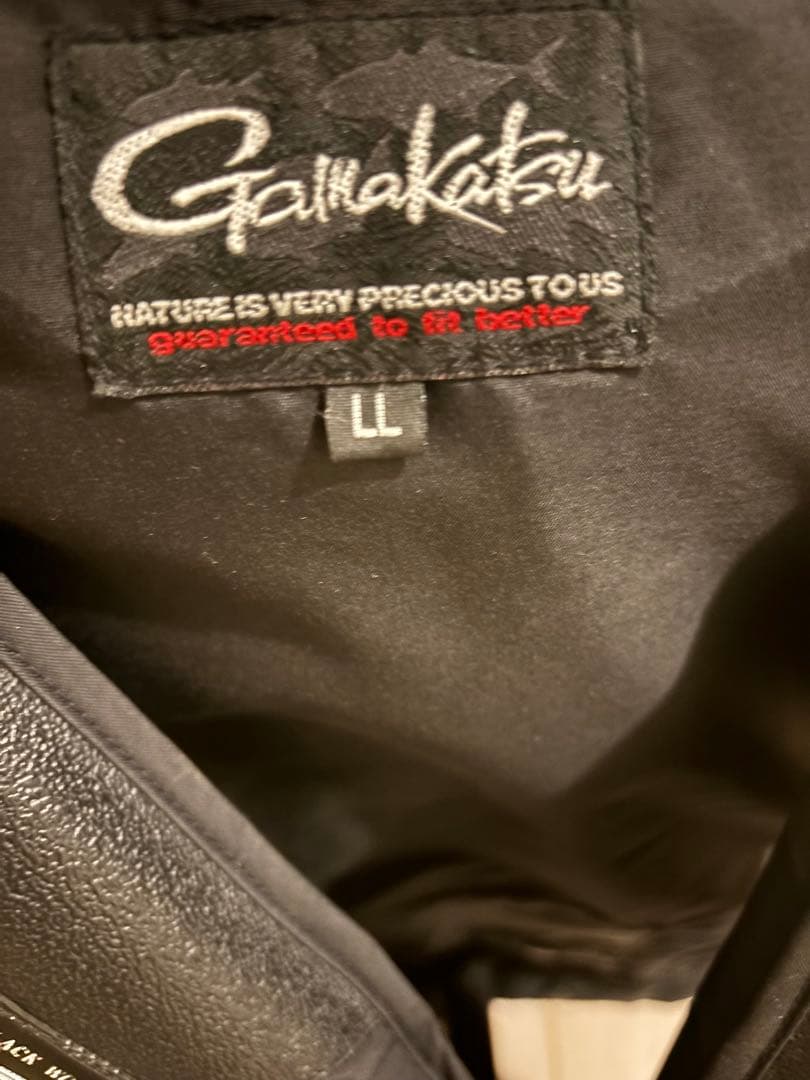 Gamakatsu
NATURE IS VERY PRECIOUS TO US
guaranteed to fit better
LL